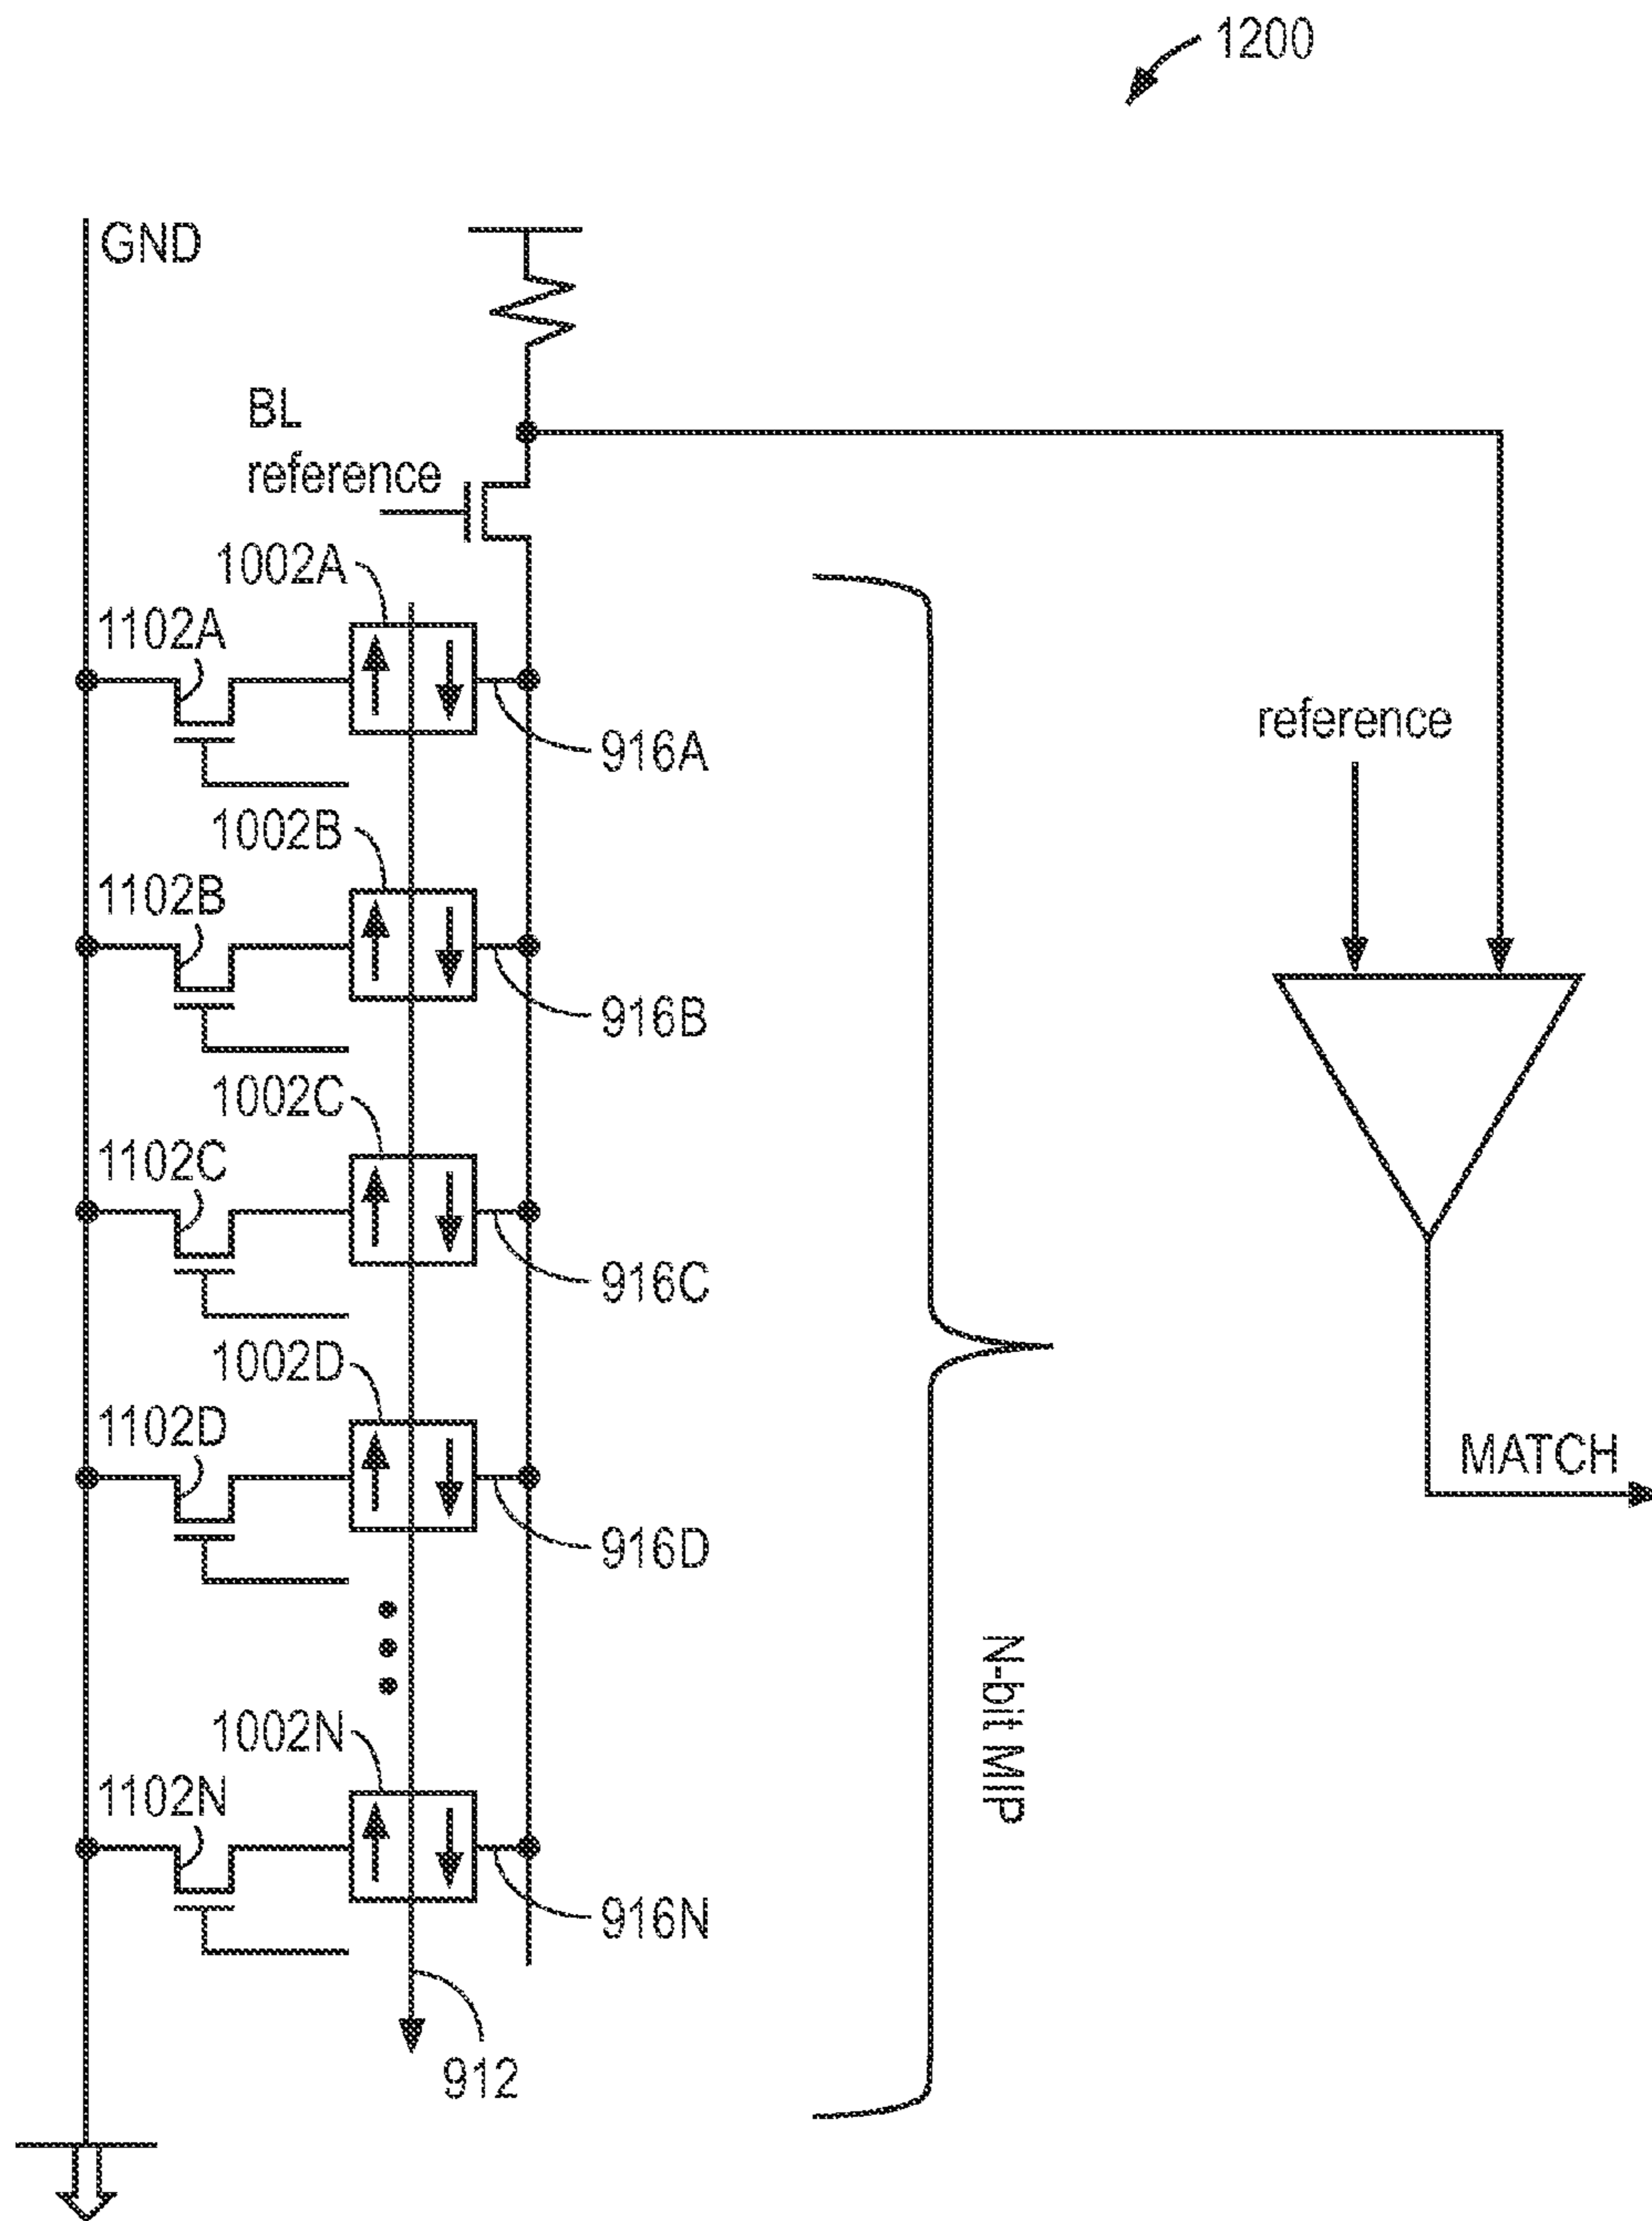 1200
GND
BL
reference
1002A
1102A
916A
reference
1002B
1102B
916B
1002C
1102C
916C
1002D
1102D
916D
MATCH
N-bit MIP
1002N
1102N
916N
912